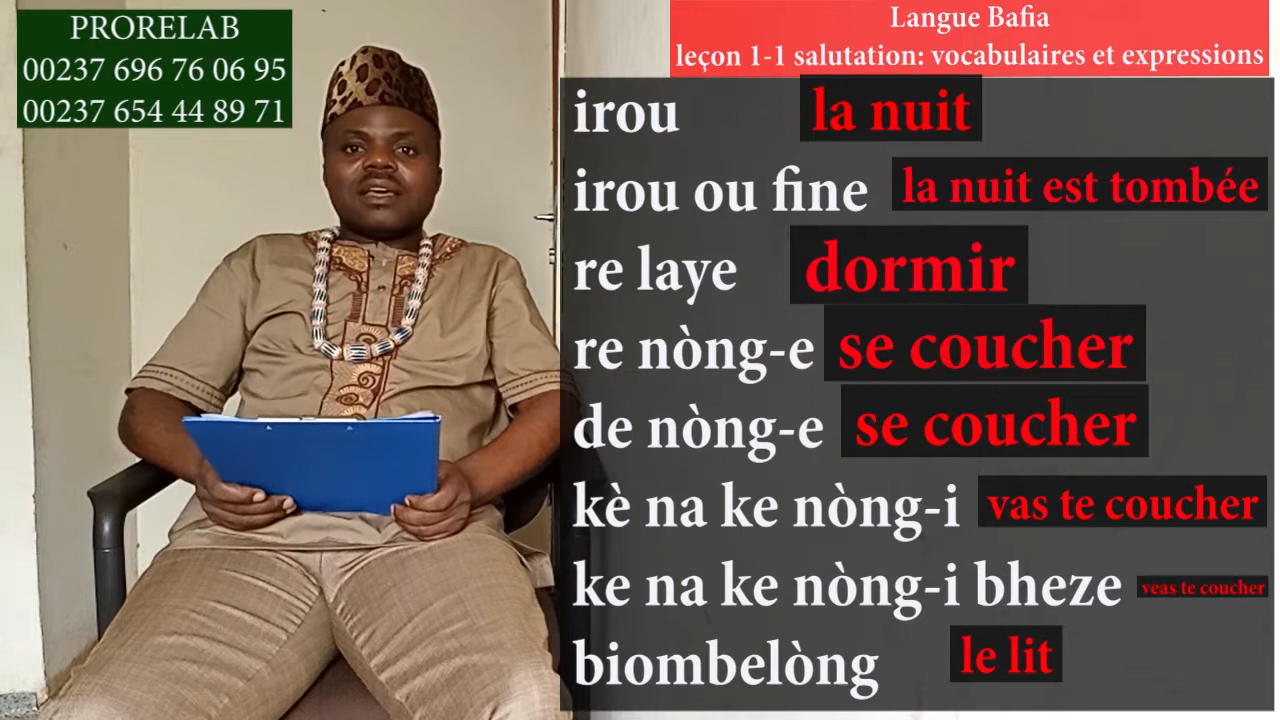 PRORELAB
00237 696 76 06 95
00237 654 44 89 71
Langue Bafia
leçon 1-1 salutation: vocabulaires et expressions
irou la nuit
irou ou fine la nuit est tombée
re laye dormir
re nòng-e se coucher
de nòng-e se coucher
kè na ke nòng-i vas te coucher
ke na ke nòng-i bheze veas te coucher
biombelòng le lit